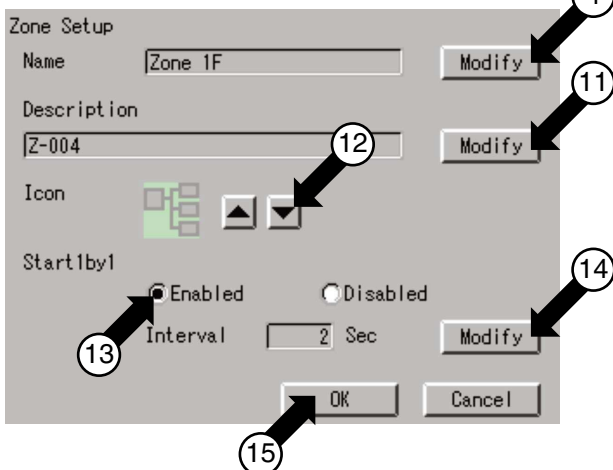 Zone Setup
Name Zone 1F Modify
11
Description
Z-004 12 Modify
Icon
Start1by1
14
Enabled Disabled
13 Interval 2 Sec Modify
OK Cancel
15